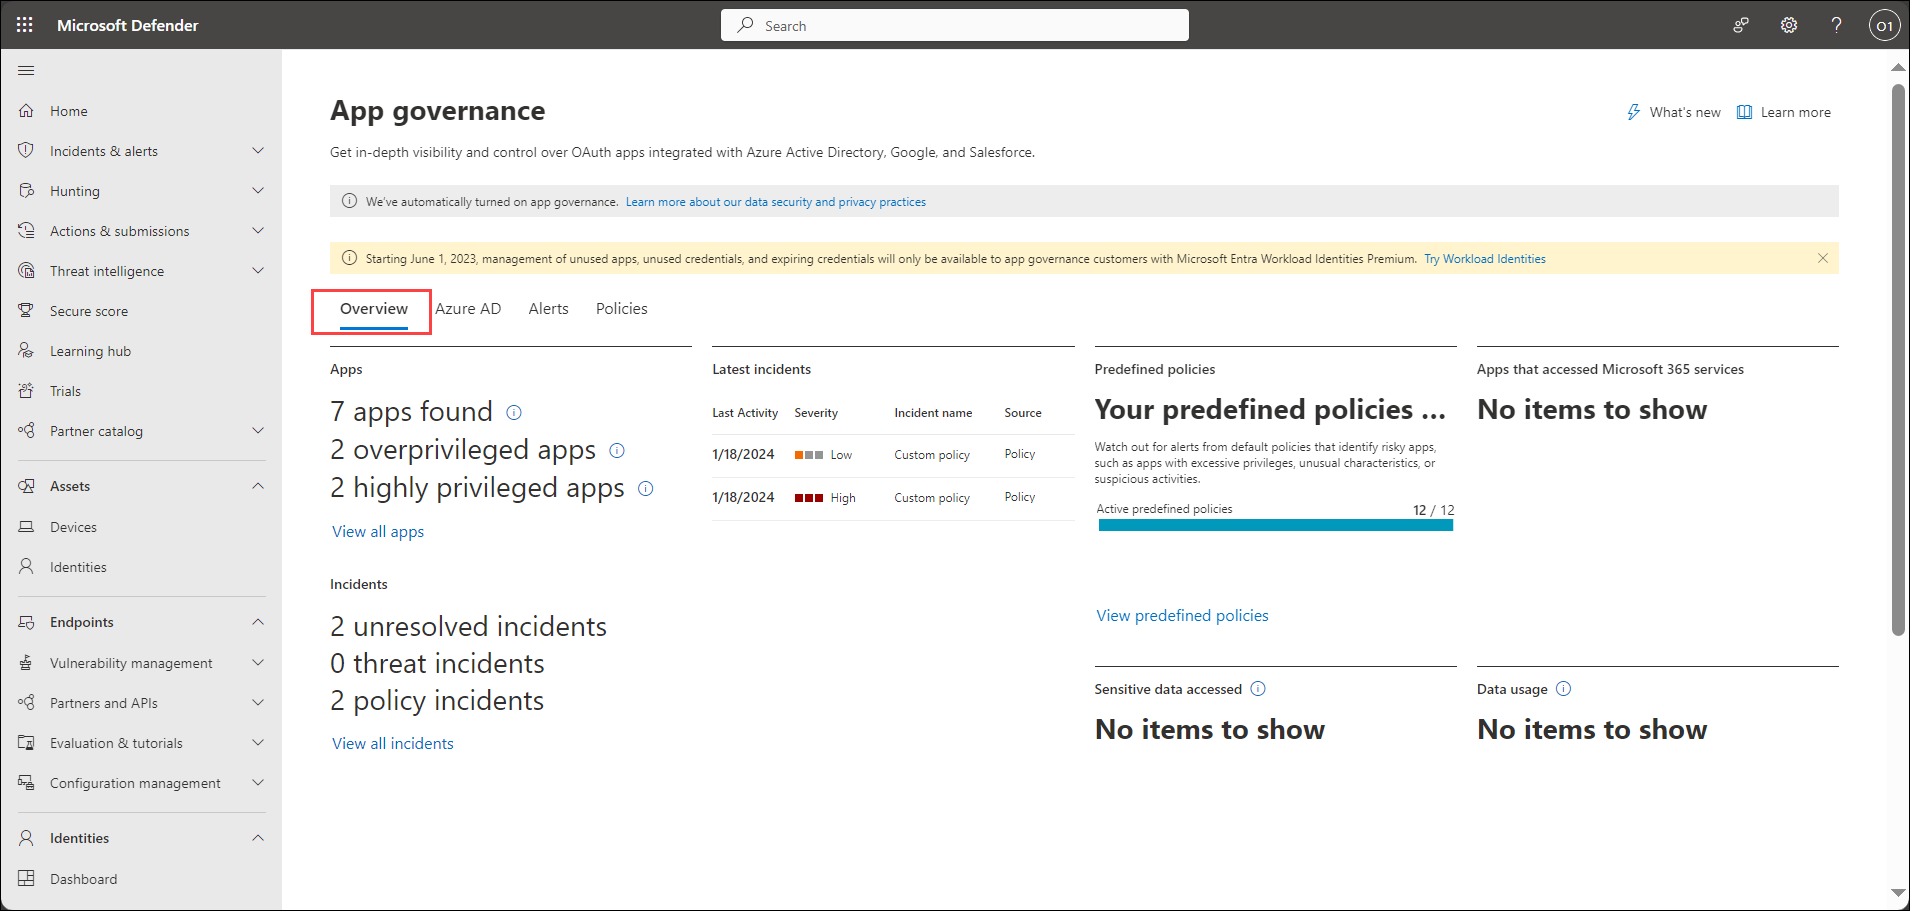 Microsoft Defender
Search
O1
Home
Incidents & alerts
Hunting
Actions & submissions
Threat intelligence
Secure score
Learning hub
Trials
Partner catalog
Assets
Devices
Identities
Endpoints
Vulnerability management
Partners and APIs
Evaluation & tutorials
Configuration management
Identities
Dashboard
App governance
What's new
Learn more
Get in-depth visibility and control over OAuth apps integrated with Azure Active Directory, Google, and Salesforce.
We've automatically turned on app governance. Learn more about our data security and privacy practices
Starting June 1, 2023, management of unused apps, unused credentials, and expiring credentials will only be available to app governance customers with Microsoft Entra Workload Identities Premium. Try Workload Identities
Overview Azure AD Alerts Policies
Apps
7 apps found
2 overprivileged apps
2 highly privileged apps
View all apps
Incidents
2 unresolved incidents
0 threat incidents
2 policy incidents
View all incidents
Latest incidents
Last Activity Severity Incident name Source
1/18/2024 Low Custom policy Policy
1/18/2024 High Custom policy Policy
Predefined policies
Your predefined policies ...
Watch out for alerts from default policies that identify risky apps,
such as apps with excessive privileges, unusual characteristics, or
suspicious activities.
Active predefined policies 12 / 12
View predefined policies
Apps that accessed Microsoft 365 services
No items to show
Sensitive data accessed
No items to show
Data usage
No items to show